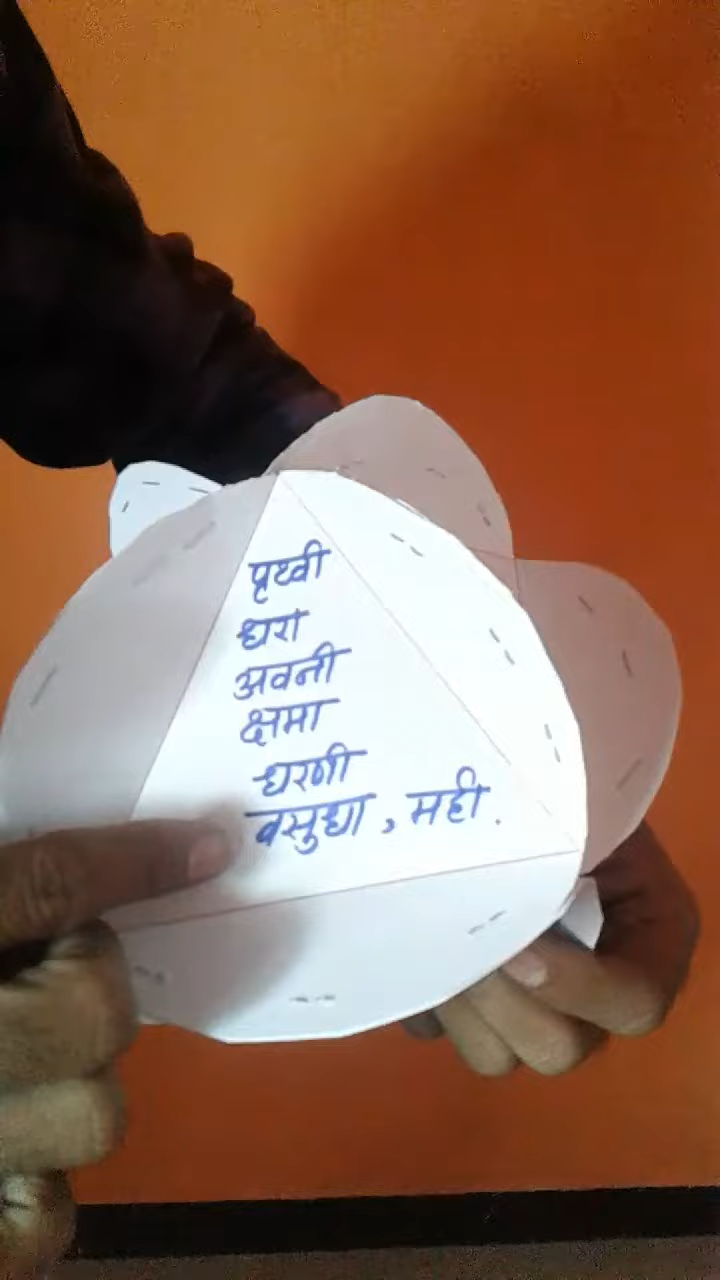 पृथ्वी
धरा
अवनी
क्षमा
धरणी
वसुधा , मही .